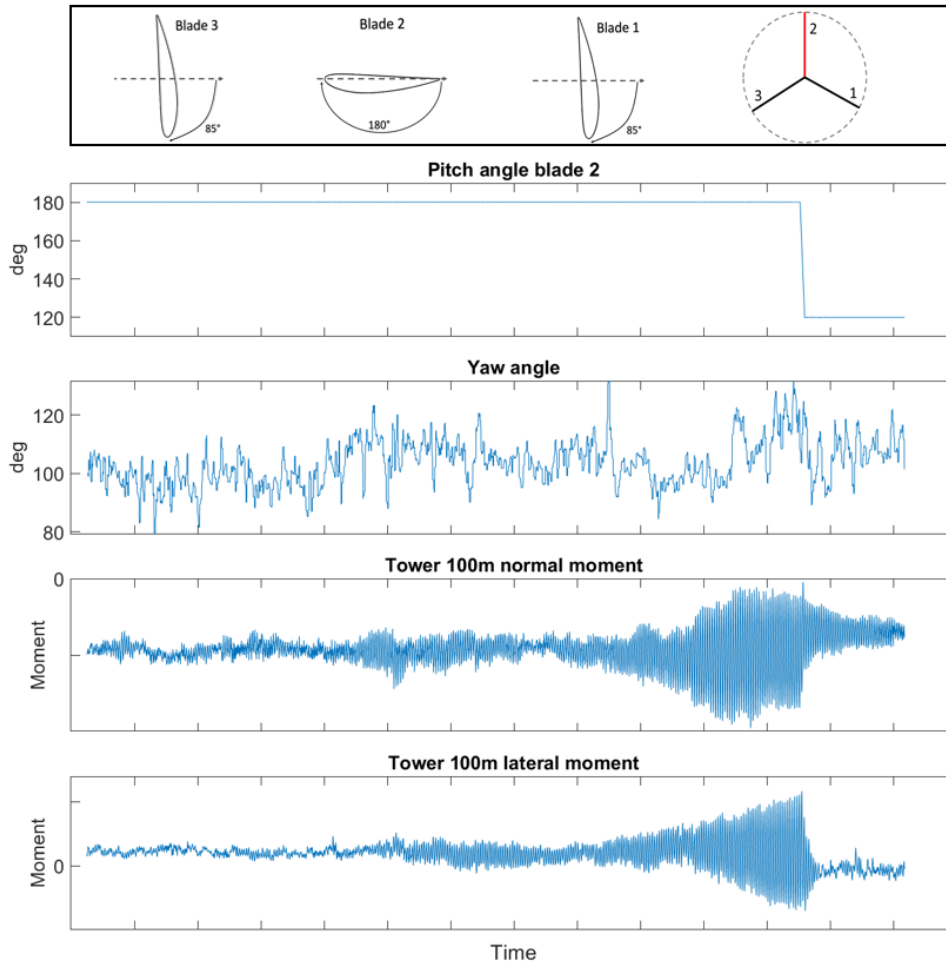 Blade 3
Blade 2
Blade 1
85°
180°
85°
2
3
1
Pitch angle blade 2
deg
180
160
140
120
Yaw angle
deg
120
100
80
Tower 100m normal moment
Moment
0
Tower 100m lateral moment
Moment
0
Time